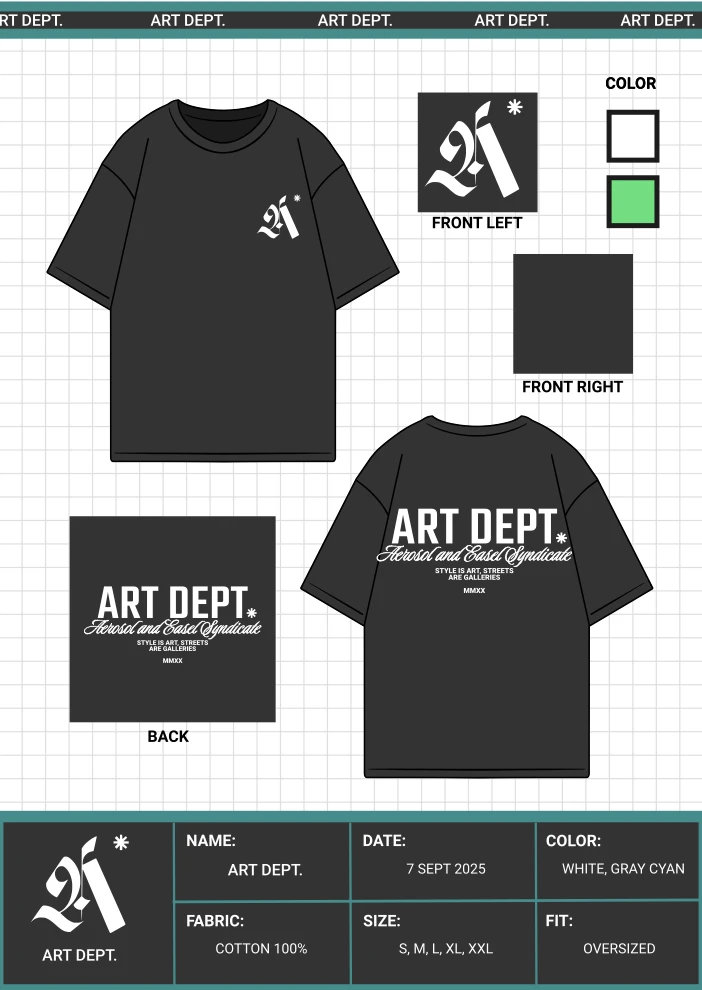 RT DEPT.
ART DEPT.
ART DEPT.
ART DEPT.
ART DEPT.
COLOR
A*
A*
FRONT LEFT
FRONT RIGHT
ART DEPT.*
Aerosol and Easel Syndicate
STYLE IS ART, STREETS
ARE GALLERIES
MMXX
ART DEPT.*
Aerosol and Easel Syndicate
STYLE IS ART, STREETS
ARE GALLERIES
MMXX
BACK
A*
ART DEPT.
NAME:
ART DEPT.
DATE:
7 SEPT 2025
COLOR:
WHITE, GRAY CYAN
FABRIC:
COTTON 100%
SIZE:
S, M, L, XL, XXL
FIT:
OVERSIZED